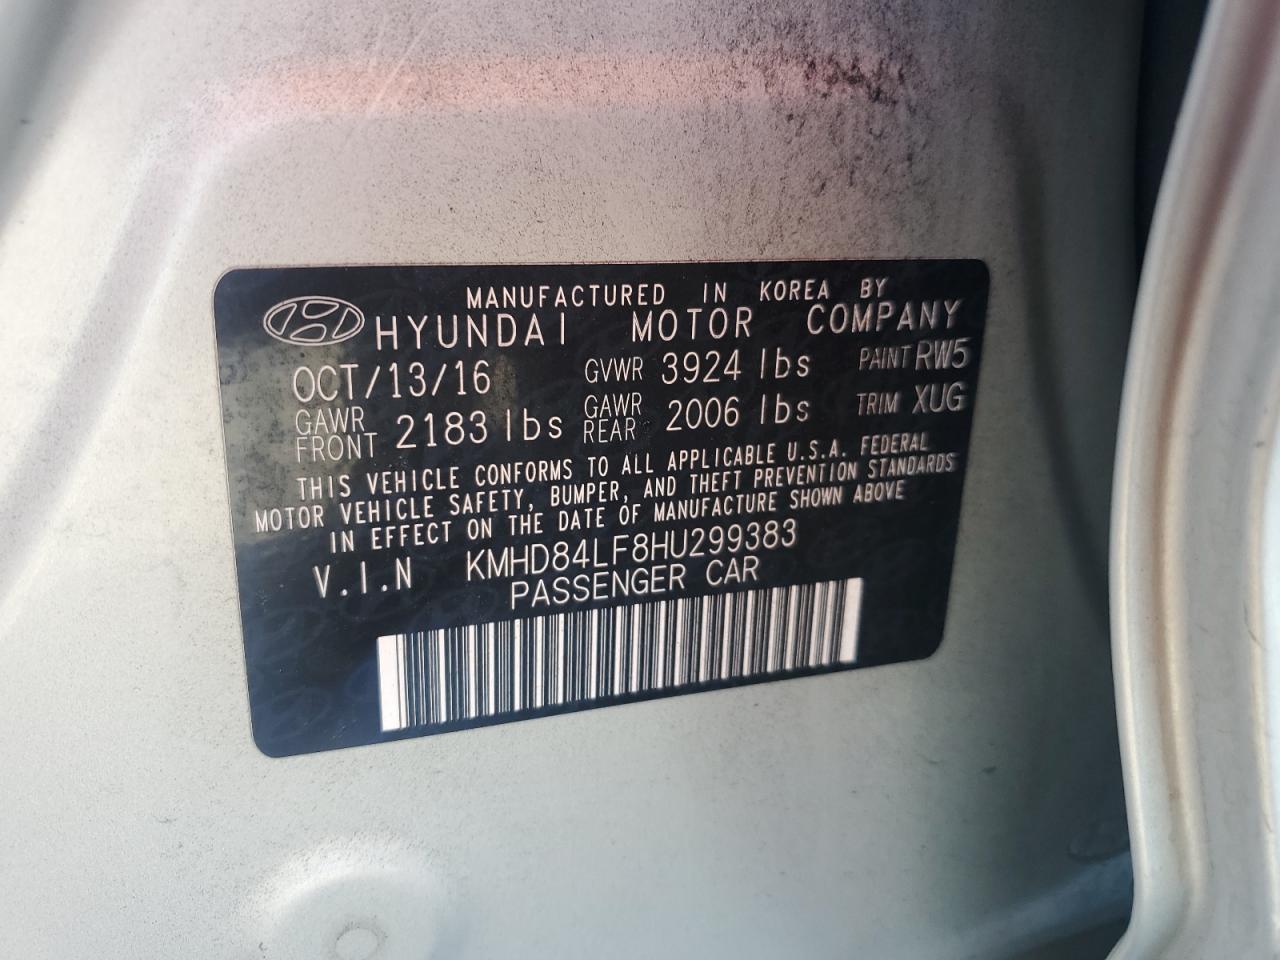 MANUFACTURED IN KOREA BY
HYUNDAI MOTOR COMPANY
OCT/13/16 GVWR 3924 lbs PAINT RW5
GAWR FRONT 2183 lbs GAWR REAR 2006 lbs TRIM XUG
THIS VEHICLE CONFORMS TO ALL APPLICABLE U.S.A. FEDERAL
MOTOR VEHICLE SAFETY, BUMPER, AND THEFT PREVENTION STANDARDS
IN EFFECT ON THE DATE OF MANUFACTURE SHOWN ABOVE
V.I.N KMHD84LF8HU299383
PASSENGER CAR